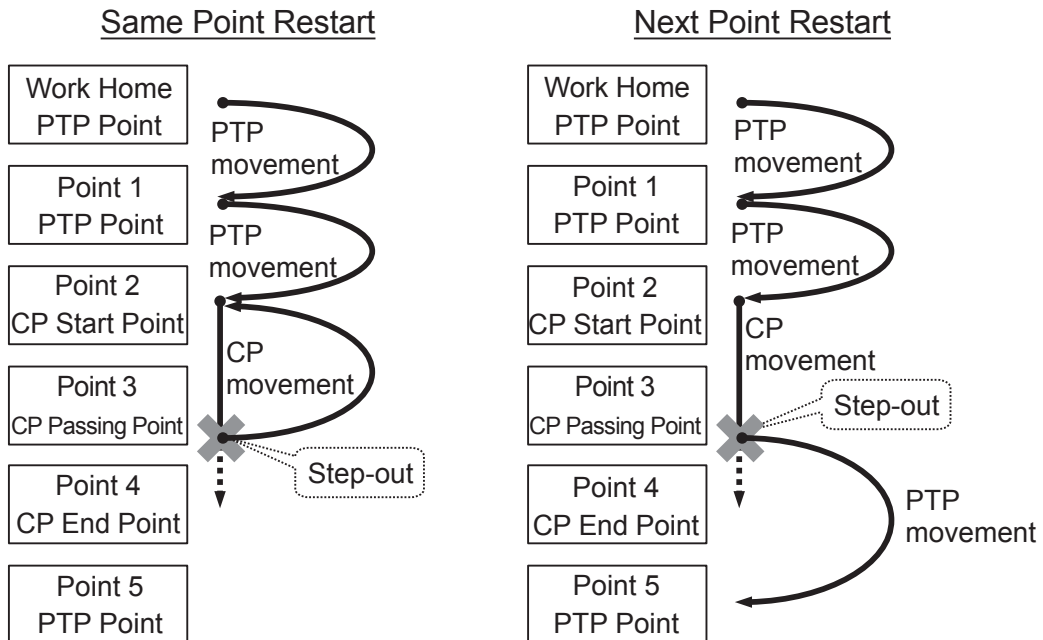 Same Point Restart
Work Home
PTP Point
PTP
movement
Point 1
PTP Point
PTP
movement
Point 2
CP Start Point
CP
movement
Point 3
CP Passing Point
Step-out
Point 4
CP End Point
Point 5
PTP Point
Next Point Restart
Work Home
PTP Point
PTP
movement
Point 1
PTP Point
PTP
movement
Point 2
CP Start Point
CP
movement
Point 3
CP Passing Point
Step-out
Point 4
CP End Point
PTP
movement
Point 5
PTP Point